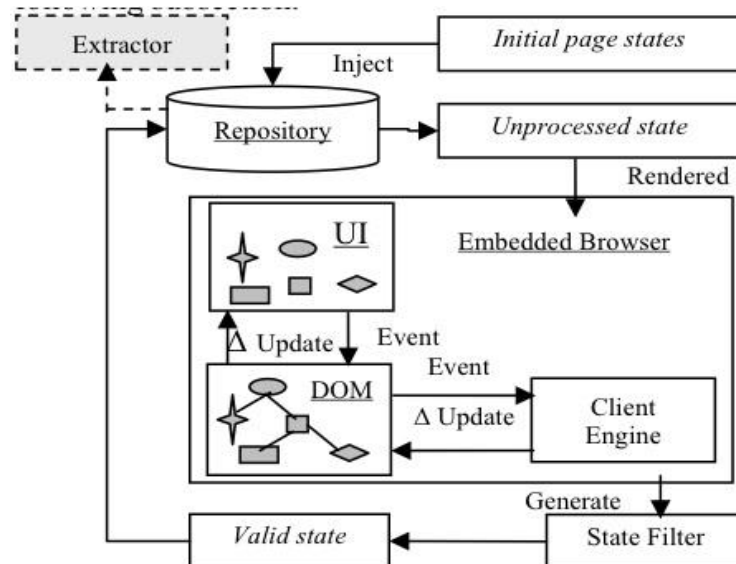 Extractor
Initial page states
Inject
Repository
Unprocessed state
Rendered
UI
Embedded Browser
Δ Update
Event
Event
DOM
Δ Update
Client
Engine
Generate
Valid state
State Filter